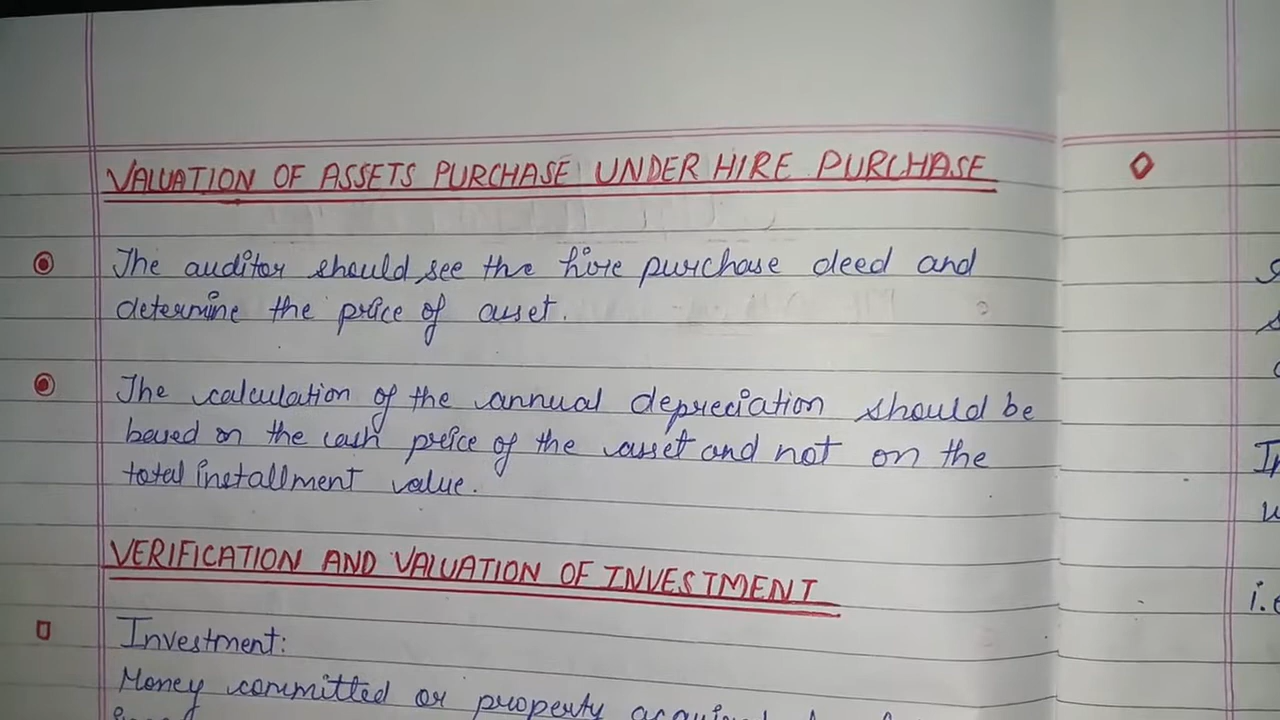 VALUATION OF ASSETS PURCHASE UNDER HIRE PURCHASE
The auditor should see the hire purchase deed and
determine the price of asset.
The calculation of the annual depreciation should be
based on the cash price of the asset and not on the
total installment value.
VERIFICATION AND VALUATION OF INVESTMENT
Investment:
Money committed or property acquired
i.e